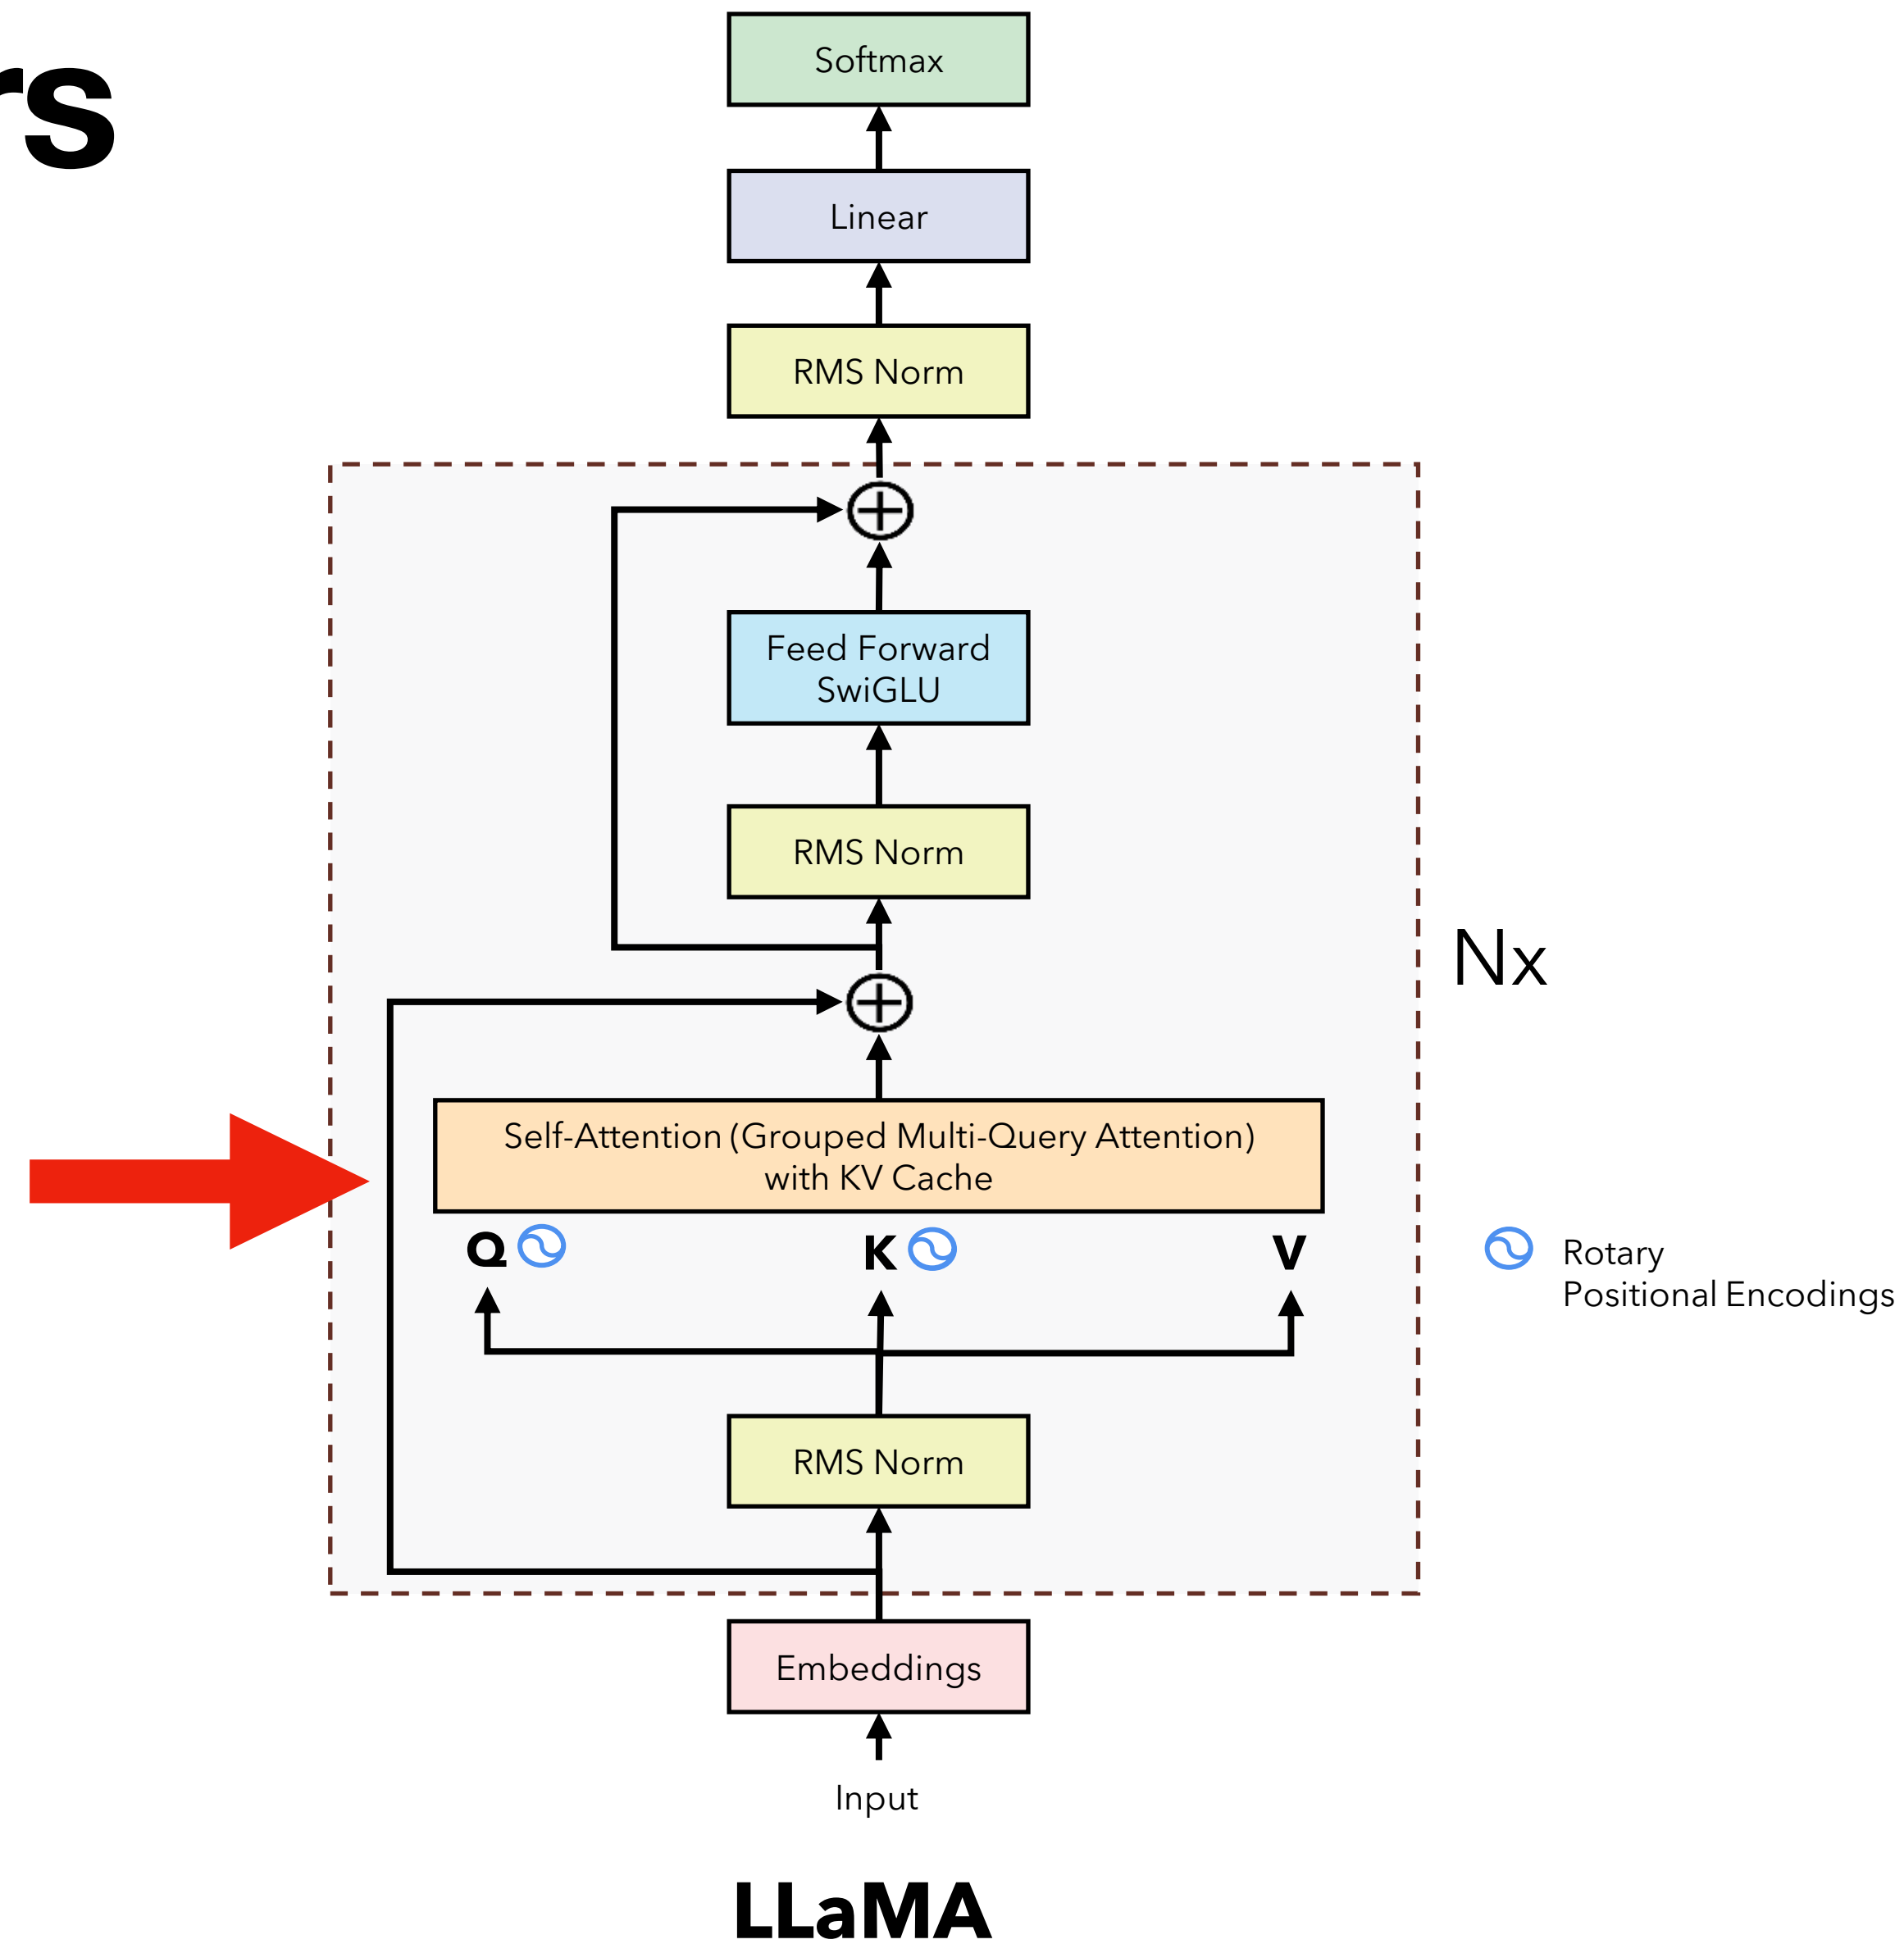 rs
Softmax
Linear
RMS Norm
Feed Forward
SwiGLU
RMS Norm
Nx
Self-Attention (Grouped Multi-Query Attention)
with KV Cache
Q K V
Rotary
Positional Encodings
RMS Norm
Embeddings
Input
LLaMA